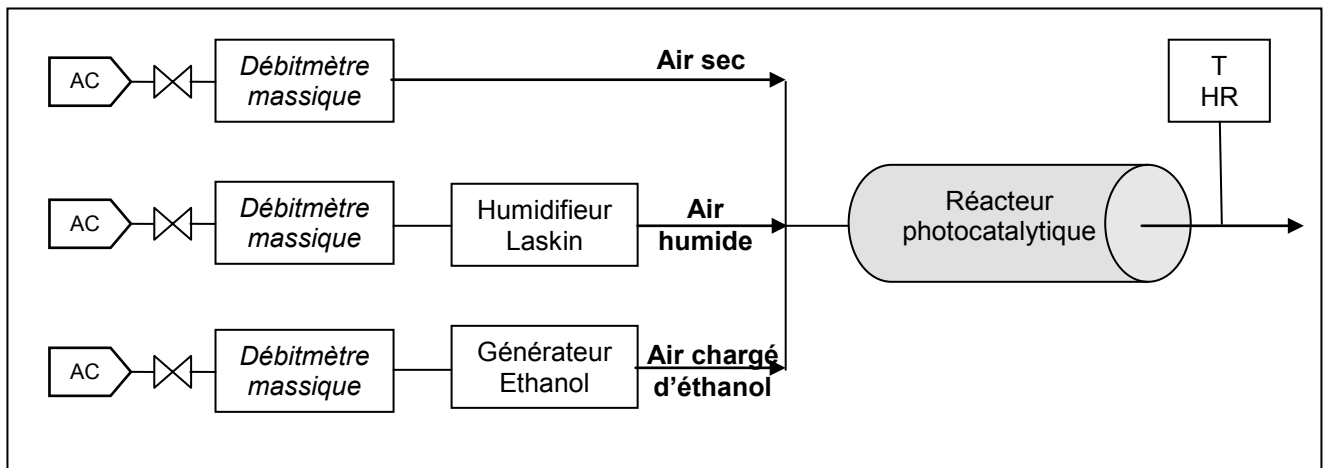 AC
Débitmètre
massique
Air sec
T
HR
AC
Débitmètre
massique
Humidifieur
Laskin
Air
humide
Réacteur
photocatalytique
AC
Débitmètre
massique
Générateur
Ethanol
Air chargé
d'éthanol